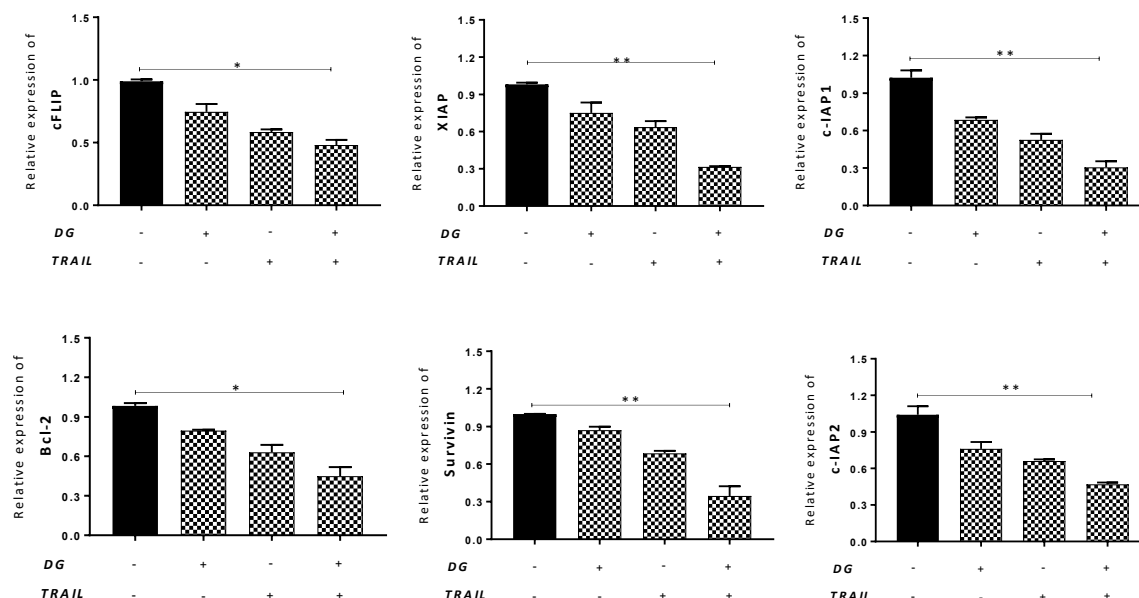 Relative expression of
cFLIP
1.5
1.0
0.5
0.0
*
DG - + - +
TRAIL - - + +
Relative expression of
XIAP
1.5
1.2
0.9
0.6
0.3
0.0
**
DG - + - +
TRAIL - - + +
Relative expression of
c-IAP1
1.5
1.2
0.9
0.6
0.3
0.0
**
DG - + - +
TRAIL - - + +
Relative expression of
Bcl-2
1.5
1.2
0.9
0.6
0.3
0.0
*
DG - + - +
TRAIL - - + +
Relative expression of
Survivin
1.5
1.2
0.9
0.6
0.3
0.0
**
DG - + - +
TRAIL - - + +
Relative expression of
c-IAP2
1.5
1.2
0.9
0.6
0.3
0.0
**
DG - + - +
TRAIL - - + +